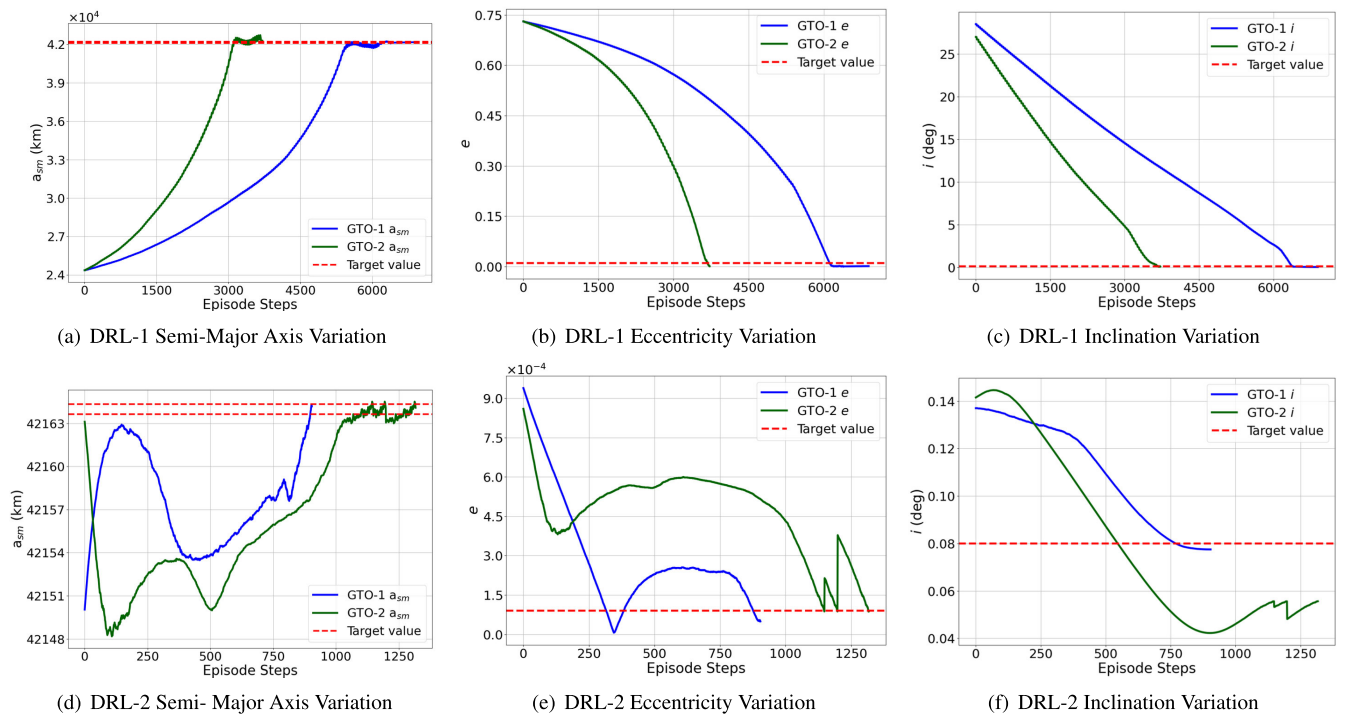 ×10⁴
4.2
3.9
3.6
3.3
3.0
2.7
2.4
a_sm (km)
0 1500 3000 4500 6000
Episode Steps
GTO-1 a_sm
GTO-2 a_sm
Target value
(a) DRL-1 Semi-Major Axis Variation
0.75
0.60
0.45
0.30
0.15
0.00
e
0 1500 3000 4500 6000
Episode Steps
GTO-1 e
GTO-2 e
Target value
(b) DRL-1 Eccentricity Variation
25
20
15
10
5
0
i (deg)
0 1500 3000 4500 6000
Episode Steps
GTO-1 i
GTO-2 i
Target value
(c) DRL-1 Inclination Variation
42163
42160
42157
42154
42151
42148
a_sm (km)
0 250 500 750 1000 1250
Episode Steps
GTO-1 a_sm
GTO-2 a_sm
Target value
(d) DRL-2 Semi- Major Axis Variation
×10⁻⁴
9.0
7.5
6.0
4.5
3.0
1.5
0.0
e
0 250 500 750 1000 1250
Episode Steps
GTO-1 e
GTO-2 e
Target value
(e) DRL-2 Eccentricity Variation
0.14
0.12
0.10
0.08
0.06
0.04
i (deg)
0 250 500 750 1000 1250
Episode Steps
GTO-1 i
GTO-2 i
Target value
(f) DRL-2 Inclination Variation